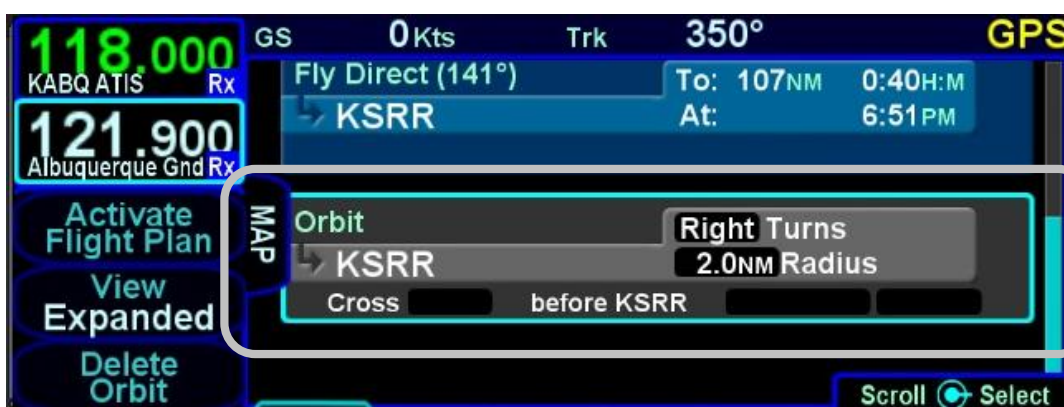 118.000
KABQ ATIS Rx
121.900
Albuquerque Gnd Rx
Activate
Flight Plan
View
Expanded
Delete
Orbit
GS 0Kts Trk 350° GPS
Fly Direct (141°)
KSRR
To: 107NM 0:40H:M
At: 6:51PM
MAP
Orbit
KSRR
Right Turns
2.0NM Radius
Cross before KSRR
Scroll Select